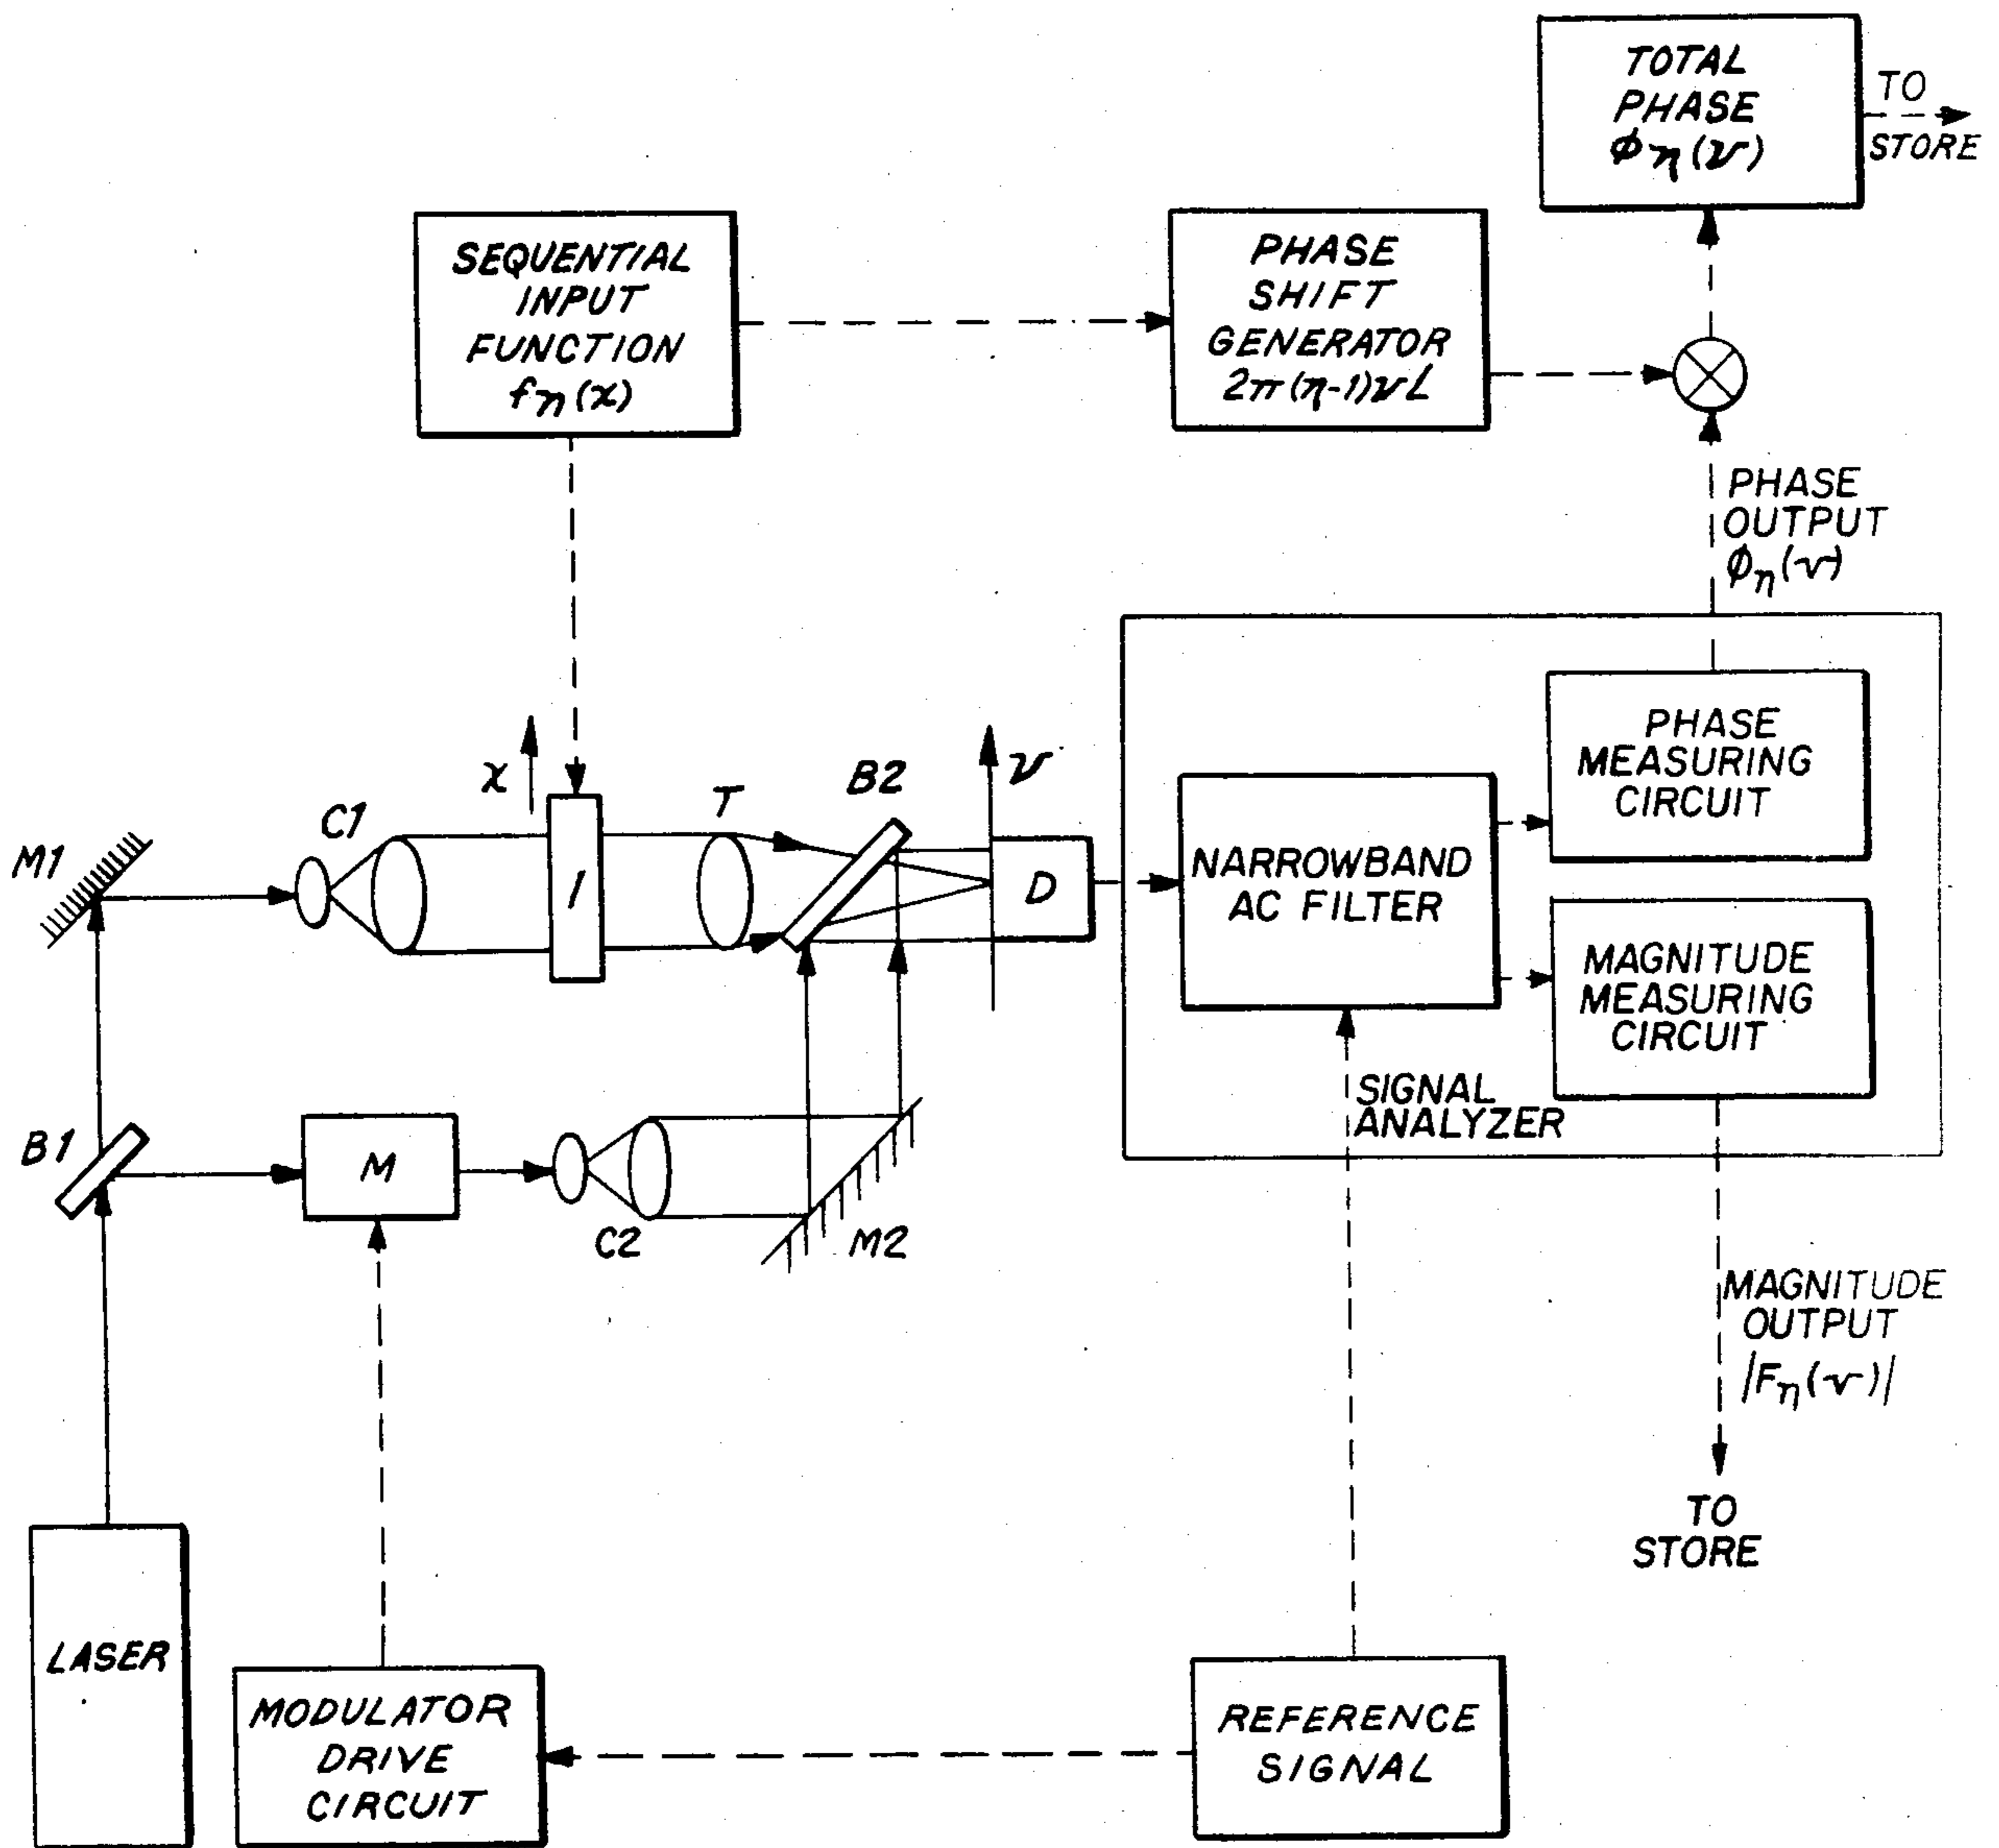 TOTAL
PHASE
ϕη(ν)
TO
STORE
SEQUENTIAL
INPUT
FUNCTION
fη(x)
PHASE
SHIFT
GENERATOR
2π(η-1)νL
PHASE
OUTPUT
ϕη(ν)
x
C1
M1
I
T
B2
ν
D
NARROWBAND
AC FILTER
PHASE
MEASURING
CIRCUIT
MAGNITUDE
MEASURING
CIRCUIT
SIGNAL
ANALYZER
B1
M
C2
M2
MAGNITUDE
OUTPUT
|Fη(ν)|
TO
STORE
LASER
MODULATOR
DRIVE
CIRCUIT
REFERENCE
SIGNAL